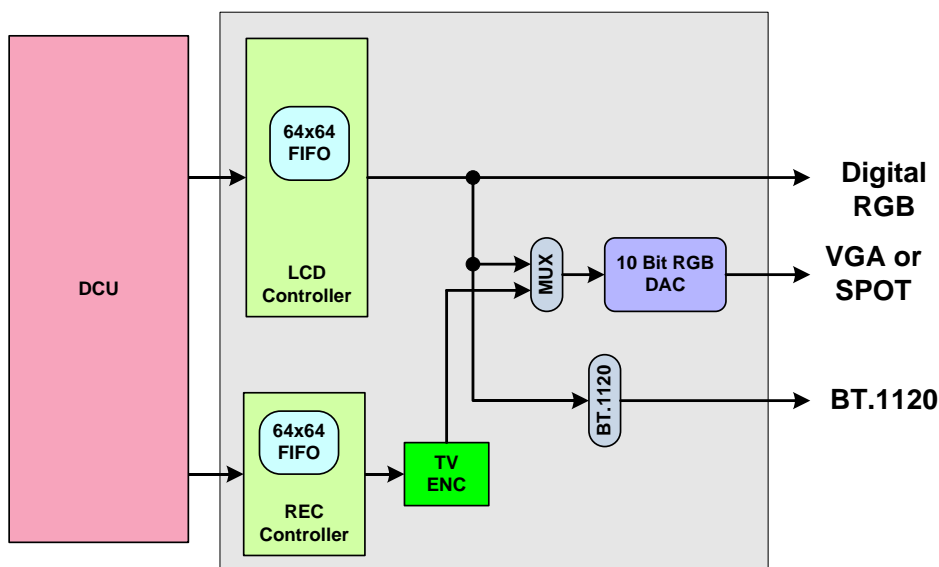 DCU
64x64
FIFO
LCD
Controller
64x64
FIFO
REC
Controller
TV
ENC
MUX
10 Bit RGB
DAC
BT.1120
Digital
RGB
VGA or
SPOT
BT.1120